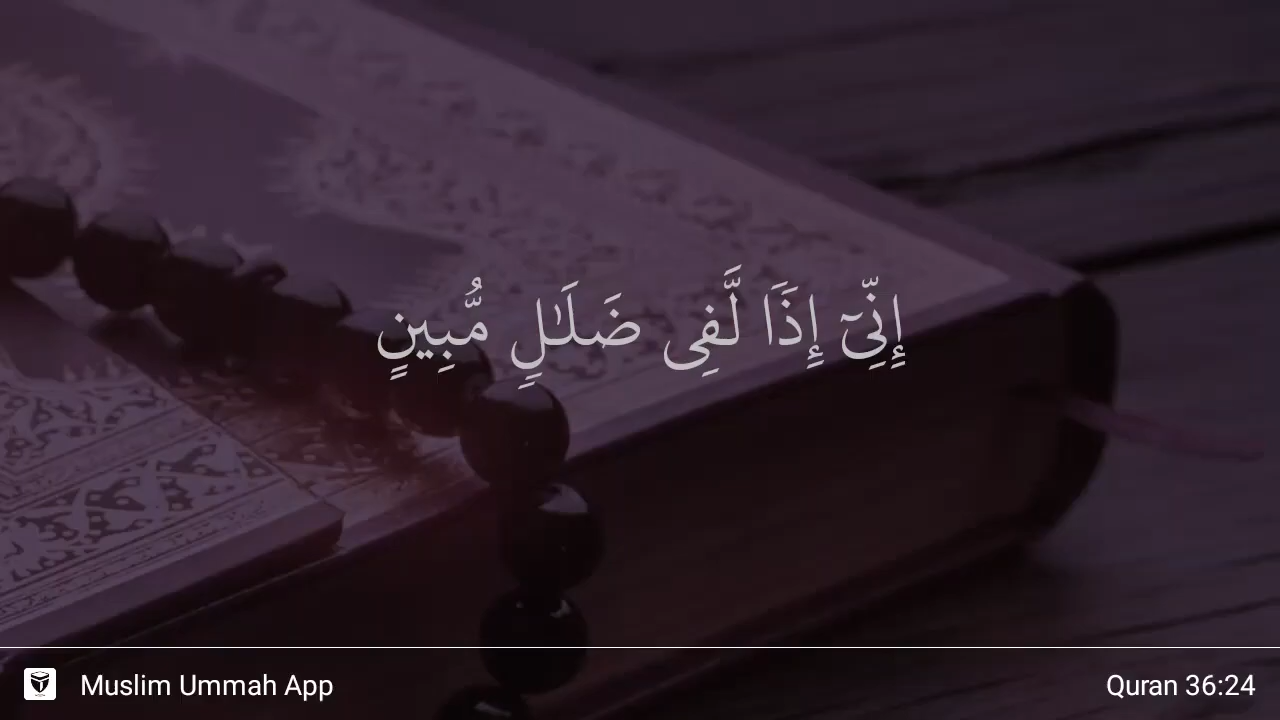 إِنِّىٓ إِذًا لَّفِى ضَلَـٰلٍ مُّبِينٍ
Muslim Ummah App
Quran 36:24